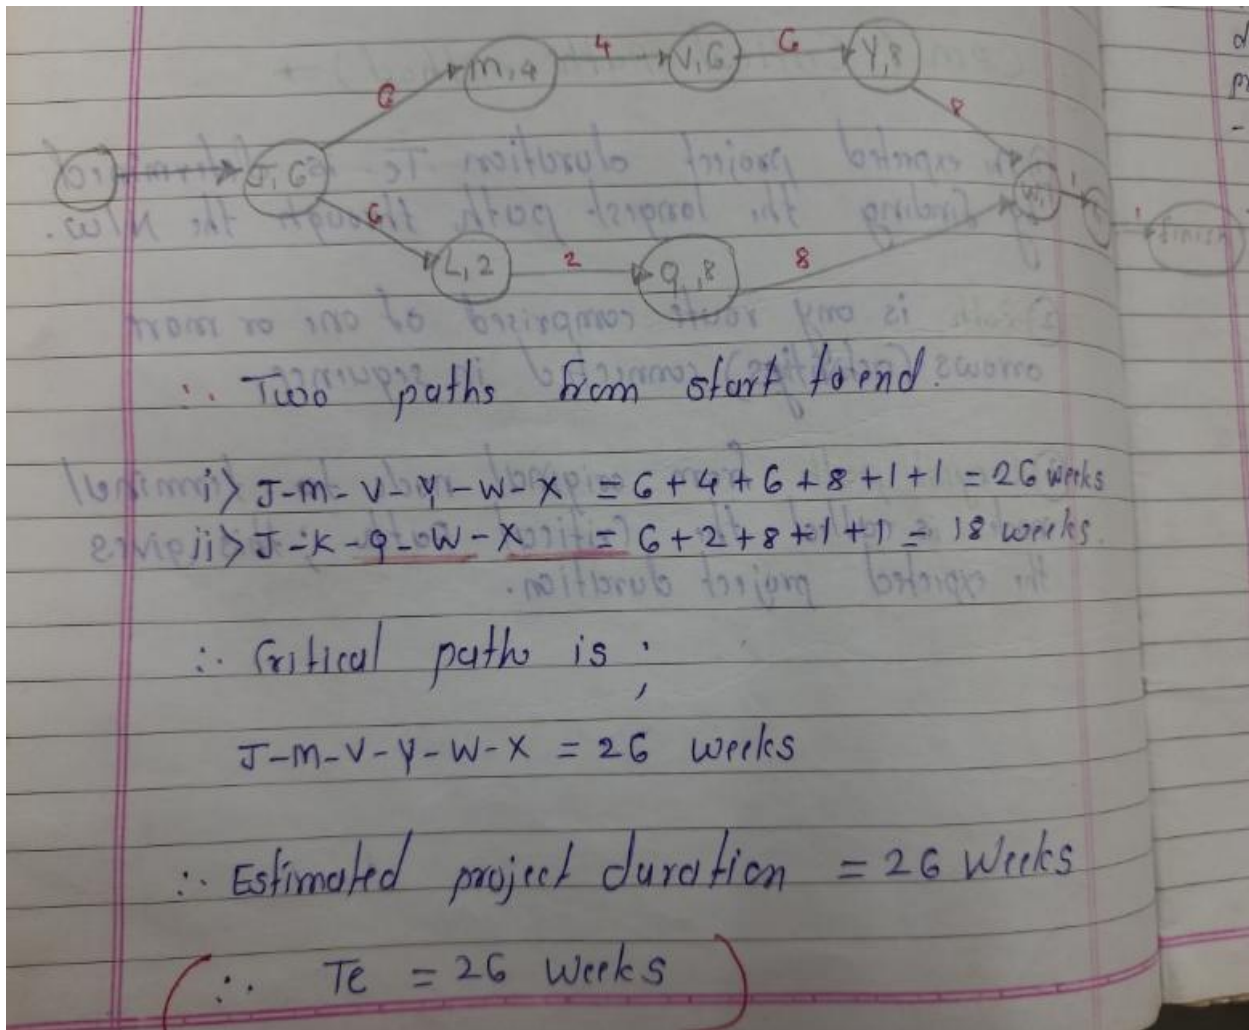 4 6
m,4 V,6 Y,8
6 8
J,6
6 1
L,2 2 Q,8 8 1
∴ Two paths from start to end.
i> J-M-V-Y-W-X = 6+4+6+8+1+1 = 26 weeks
ii> J-K-Q-W-X = 6+2+8+1+1 = 18 weeks.
∴ Critical path is ;
J-M-V-Y-W-X = 26 weeks
∴ Estimated project duration = 26 Weeks
∴ Te = 26 Weeks